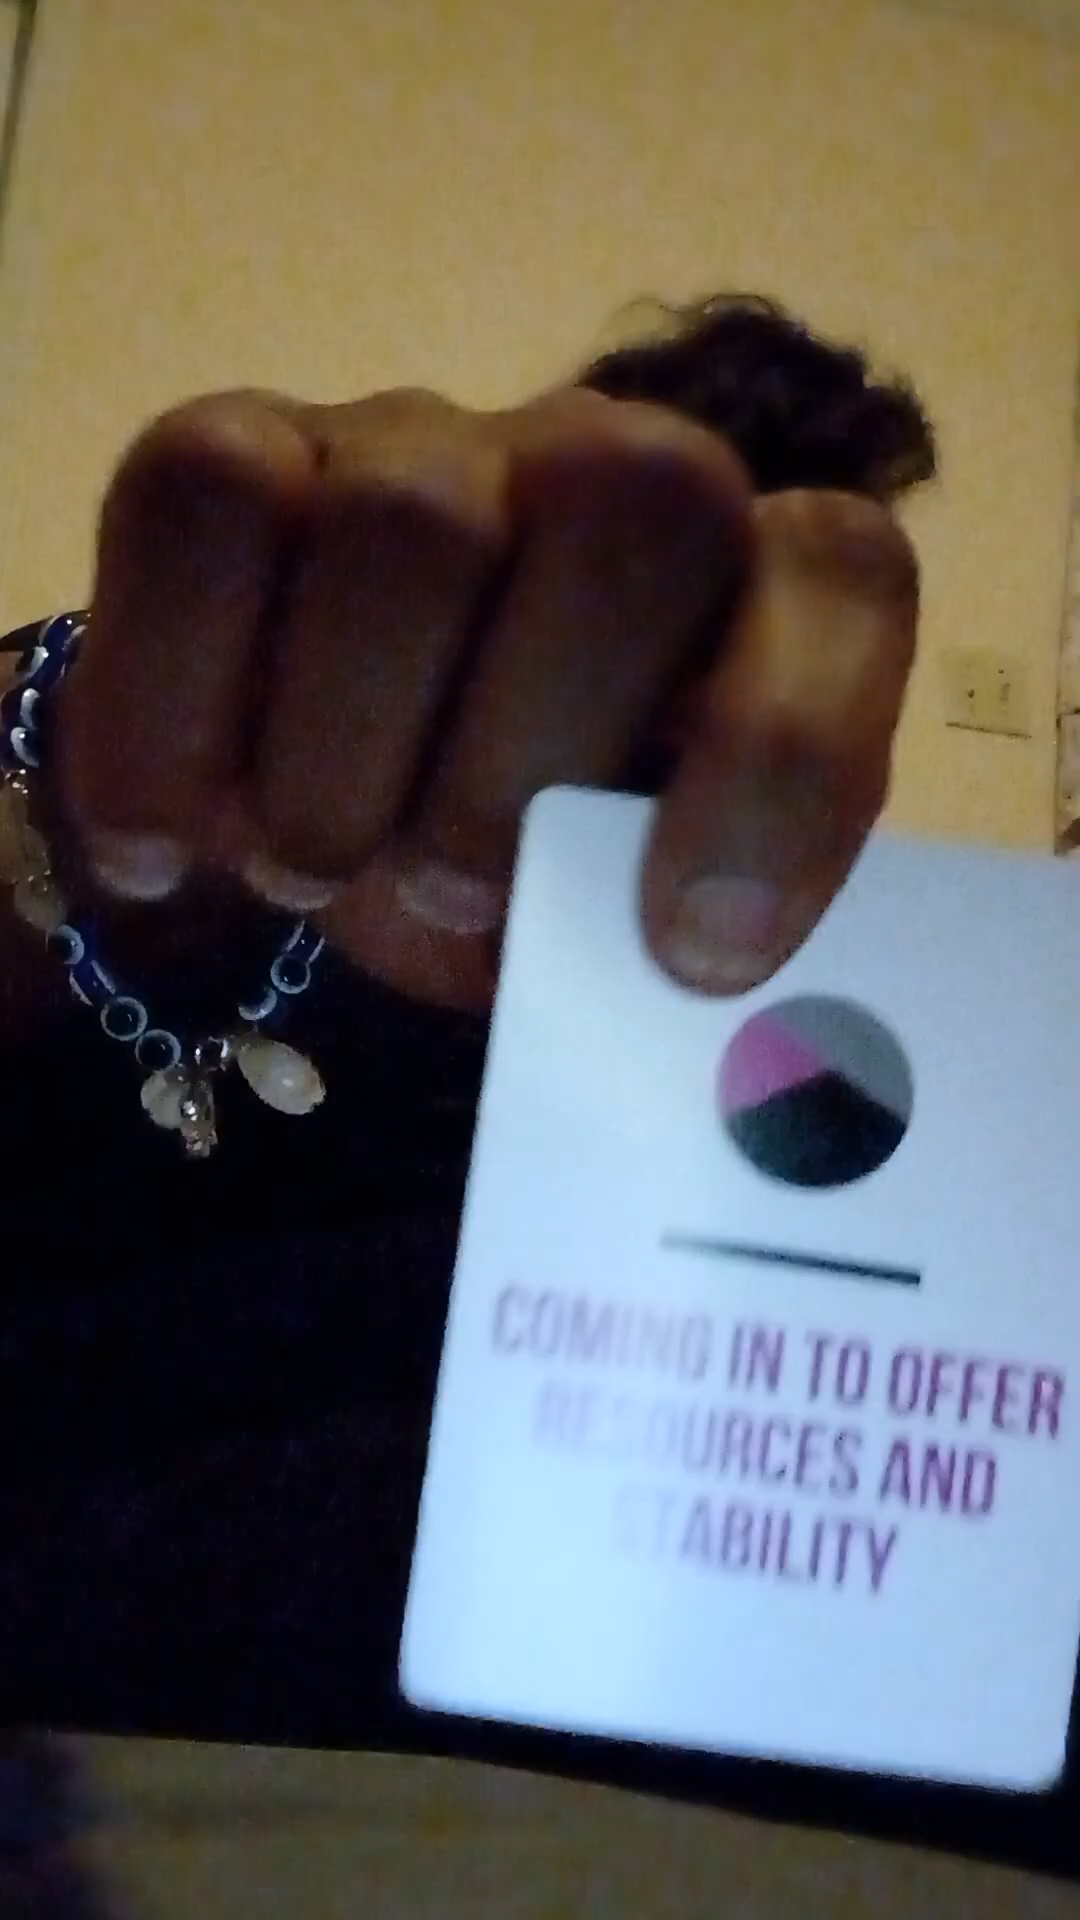 COMING IN TO OFFER
RESOURCES AND
STABILITY